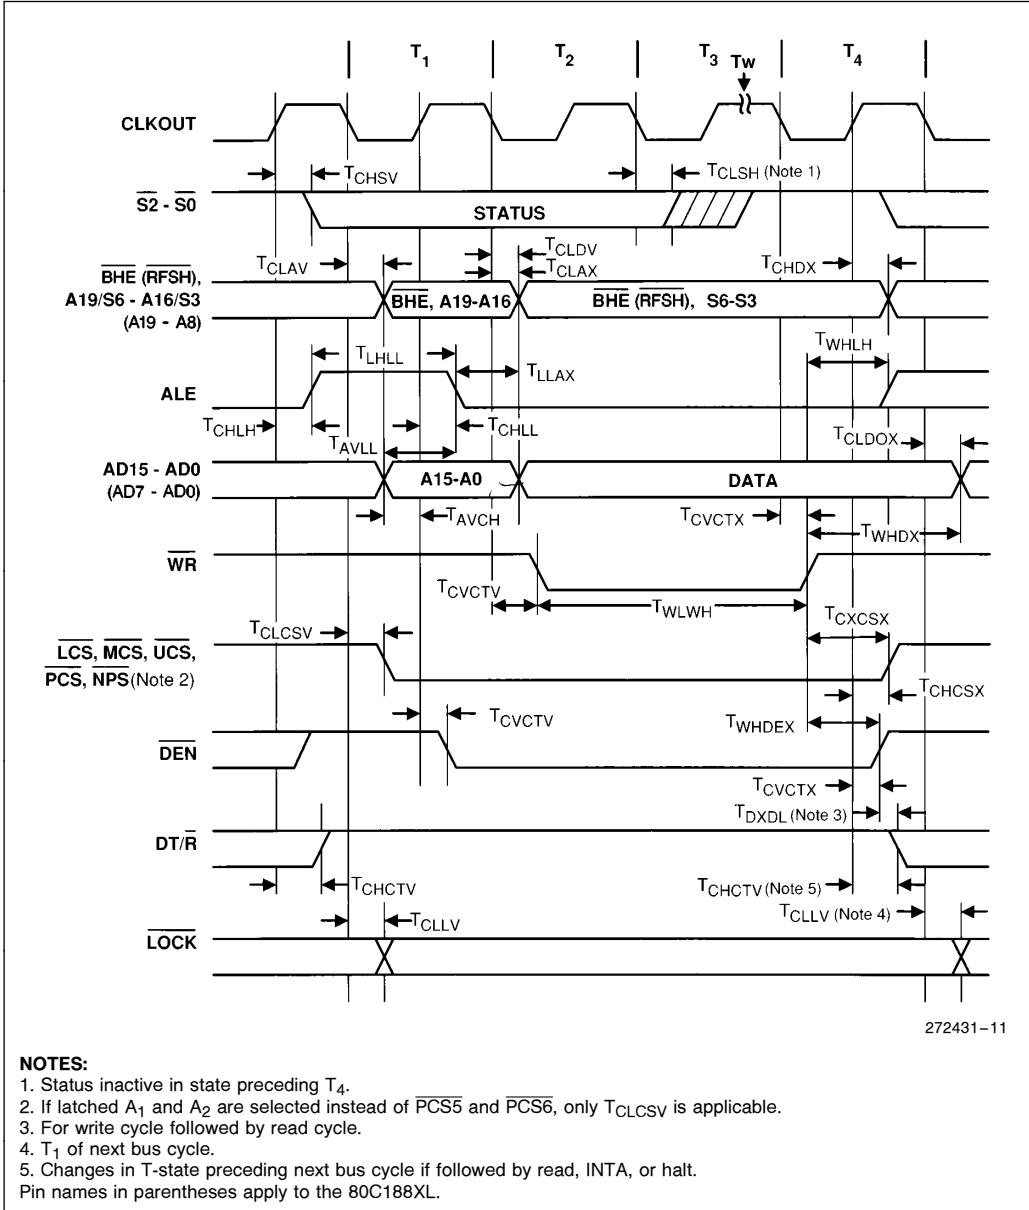 T1 T2 T3 TW T4
CLKOUT
TCHSV TCLSH (Note 1)
S2 - S0 STATUS
TCLDV
TCLAV TCLAX TCHDX
BHE (RFSH),
A19/S6 - A16/S3 BHE, A19-A16 BHE (RFSH), S6-S3
(A19 - A8)
TLHLL TWHLH
TLLAX
ALE
TCHLH TCHLL TCLDOX
TAVLL
AD15 - AD0 A15-A0 DATA
(AD7 - AD0)
TAVCH TCVCTX
TWHDX
WR
TCVCTV TWLWH TCXCSX
TCLCSV
LCS, MCS, UCS,
PCS, NPS (Note 2)
TCHCSX
TCVCTV TWHDEX
DEN
TCVCTX
TDXDL (Note 3)
DT/R
TCHCTV TCHCTV (Note 5)
TCLLV TCLLV (Note 4)
LOCK
272431-11
NOTES:
1. Status inactive in state preceding T4.
2. If latched A1 and A2 are selected instead of PCS5 and PCS6, only TCLCSV is applicable.
3. For write cycle followed by read cycle.
4. T1 of next bus cycle.
5. Changes in T-state preceding next bus cycle if followed by read, INTA, or halt.
Pin names in parentheses apply to the 80C188XL.